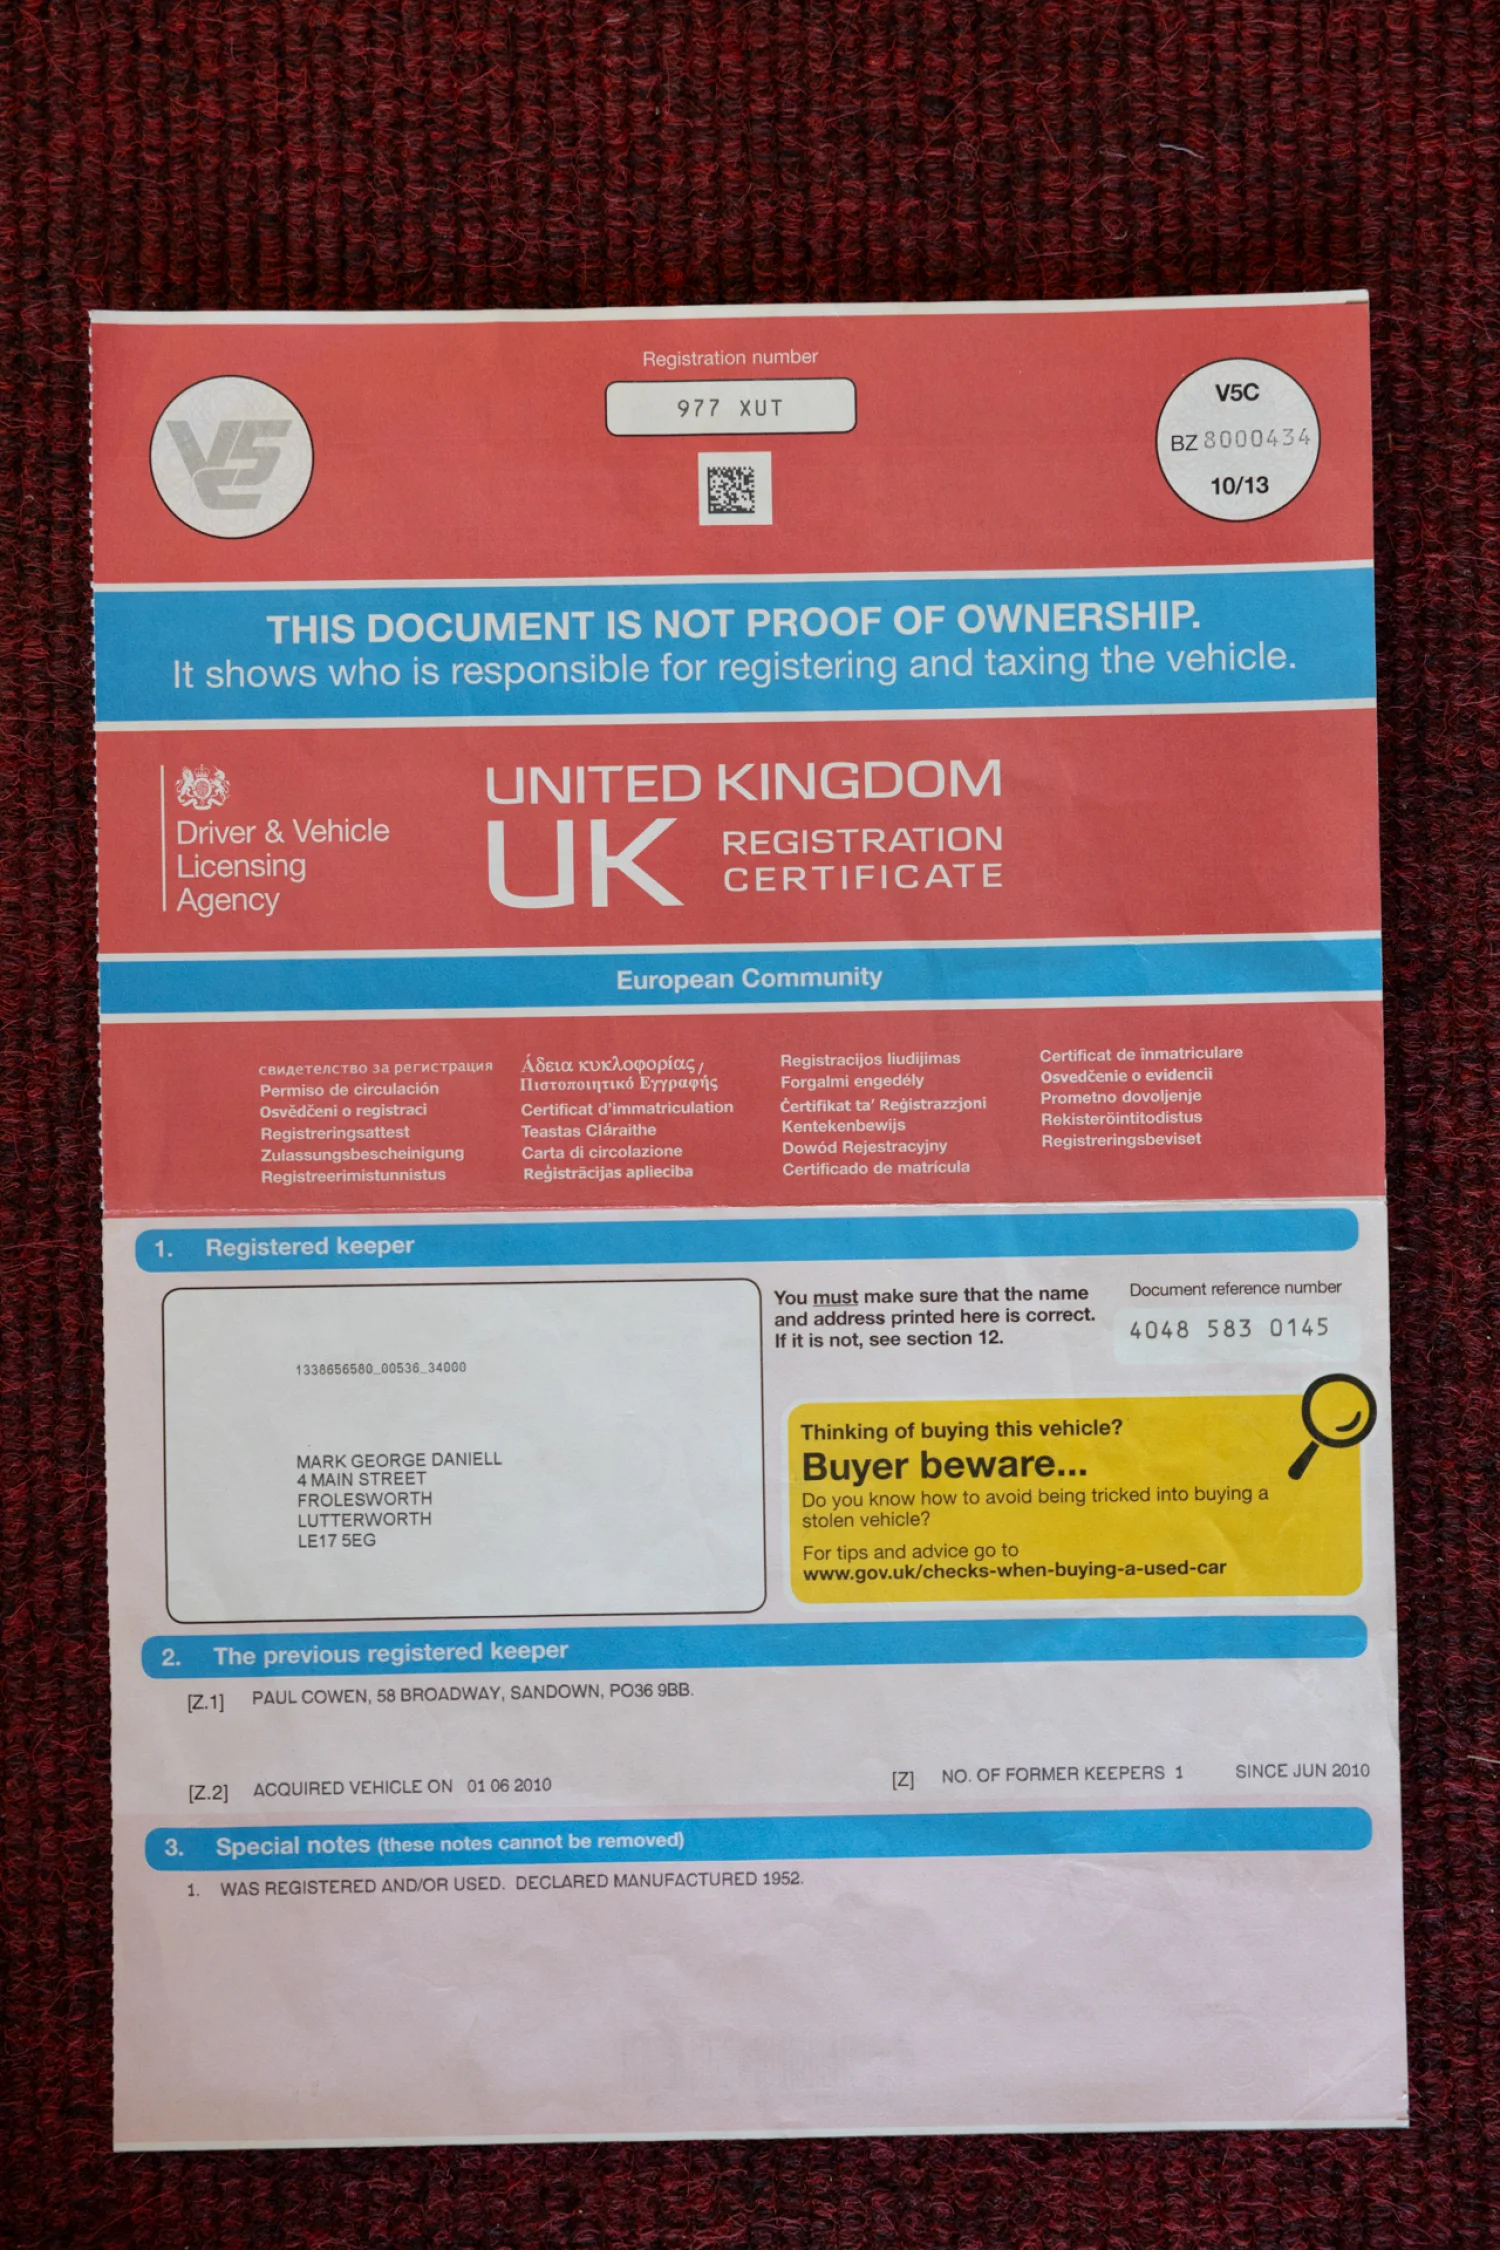 Registration number
977 XUT
V5C
V5C
BZ 8000434
10/13
THIS DOCUMENT IS NOT PROOF OF OWNERSHIP.
It shows who is responsible for registering and taxing the vehicle.
Driver & Vehicle
Licensing
Agency
UNITED KINGDOM
UK
REGISTRATION
CERTIFICATE
European Community
свидетелство за регистрация
Permiso de circulación
Osvědčeni o registraci
Registreringsattest
Zulassungsbescheinigung
Registreerimistunnistus
Άδεια κυκλοφορίας /
Πιστοποιητικό Εγγραφής
Certificat d'immatriculation
Teastas Cláraithe
Carta di circolazione
Reģistrācijas aplieciba
Registracijos liudijimas
Forgalmi engedély
Ċertifikat ta' Reġistrazzjoni
Kentekenbewijs
Dowód Rejestracyjny
Certificado de matrícula
Certificat de înmatriculare
Osvedčenie o evidencii
Prometno dovoljenje
Rekisteröintitodistus
Registreringsbeviset
1. Registered keeper
1338656580_00536_34000
MARK GEORGE DANIELL
4 MAIN STREET
FROLESWORTH
LUTTERWORTH
LE17 5EG
You must make sure that the name
and address printed here is correct.
If it is not, see section 12.
Document reference number
4048 583 0145
Thinking of buying this vehicle?
Buyer beware...
Do you know how to avoid being tricked into buying a
stolen vehicle?
For tips and advice go to
www.gov.uk/checks-when-buying-a-used-car
2. The previous registered keeper
[Z.1] PAUL COWEN, 58 BROADWAY, SANDOWN, PO36 9BB.
[Z.2] ACQUIRED VEHICLE ON 01 06 2010
[Z] NO. OF FORMER KEEPERS 1 SINCE JUN 2010
3. Special notes (these notes cannot be removed)
1. WAS REGISTERED AND/OR USED. DECLARED MANUFACTURED 1952.